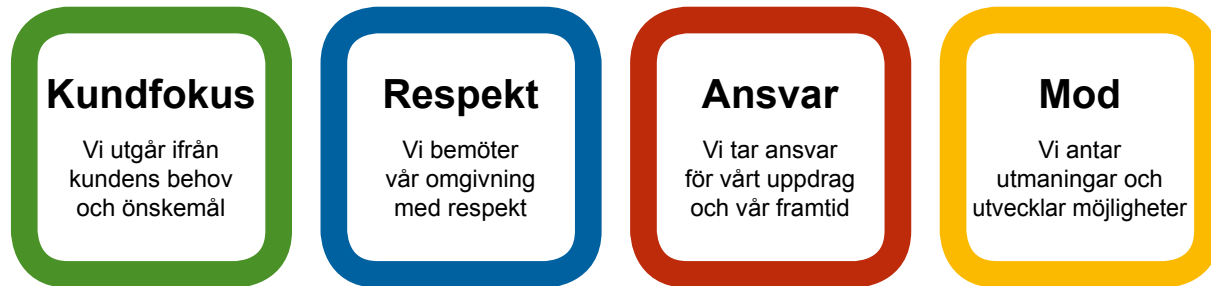 Kundfokus
Vi utgår ifrån
kundens behov
och önskemål
Respekt
Vi bemöter
vår omgivning
med respekt
Ansvar
Vi tar ansvar
för vårt uppdrag
och vår framtid
Mod
Vi antar
utmaningar och
utvecklar möjligheter